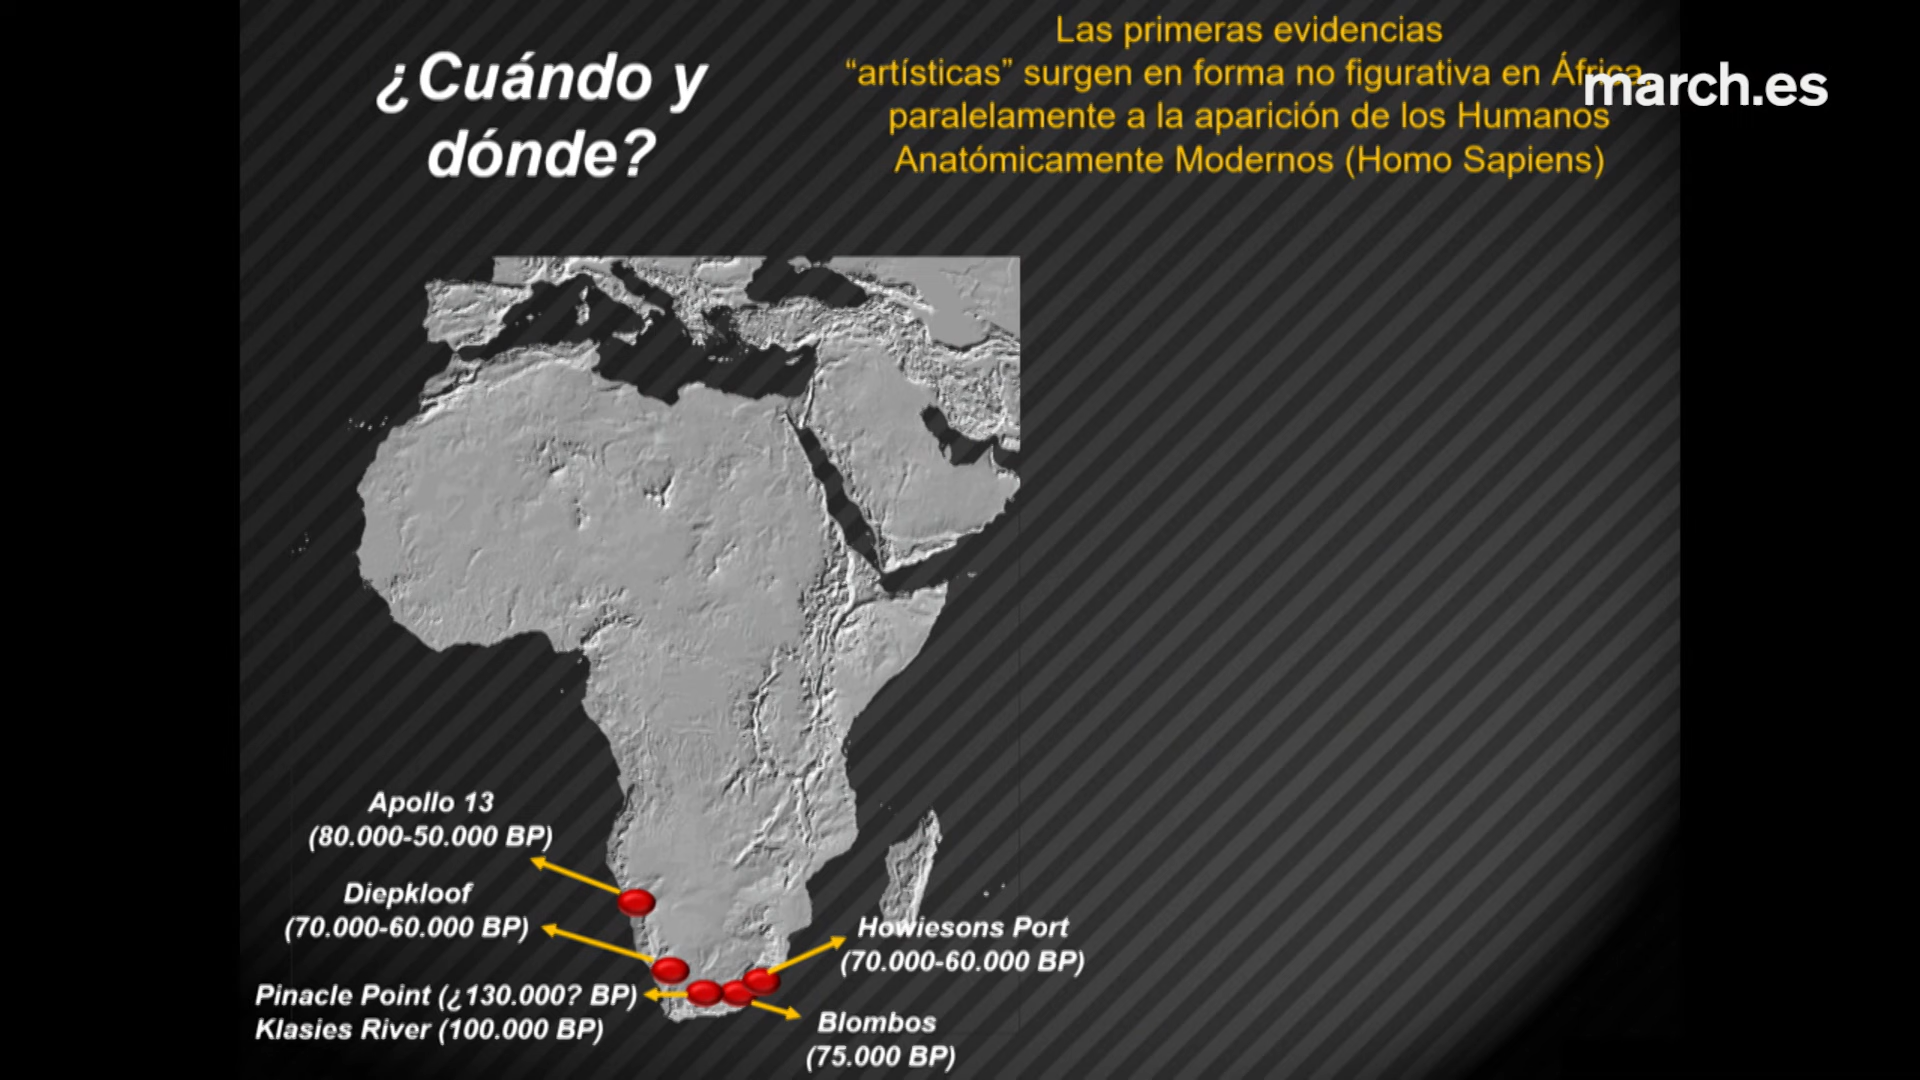 ¿Cuándo y
dónde?
Las primeras evidencias
“artísticas” surgen en forma no figurativa en África,
paralelamente a la aparición de los Humanos
Anatómicamente Modernos (Homo Sapiens)
march.es
Apollo 13
(80.000-50.000 BP)
Diepkloof
(70.000-60.000 BP)
Pinacle Point (¿130.000? BP)
Klasies River (100.000 BP)
Howiesons Port
(70.000-60.000 BP)
Blombos
(75.000 BP)